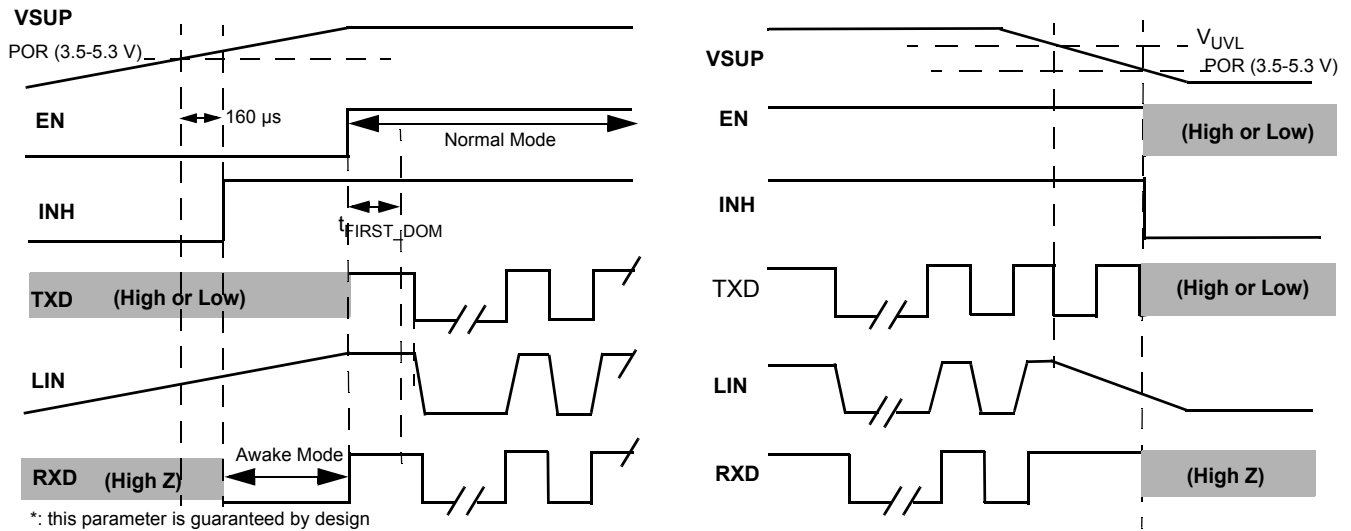 VSUP
POR (3.5-5.3 V)
EN
160 µs
Normal Mode
INH
tFIRST_DOM
TXD (High or Low)
LIN
Awake Mode
RXD (High Z)
*: this parameter is guaranteed by design
VSUP
VUVL
POR (3.5-5.3 V)
EN
(High or Low)
INH
TXD
(High or Low)
LIN
RXD
(High Z)